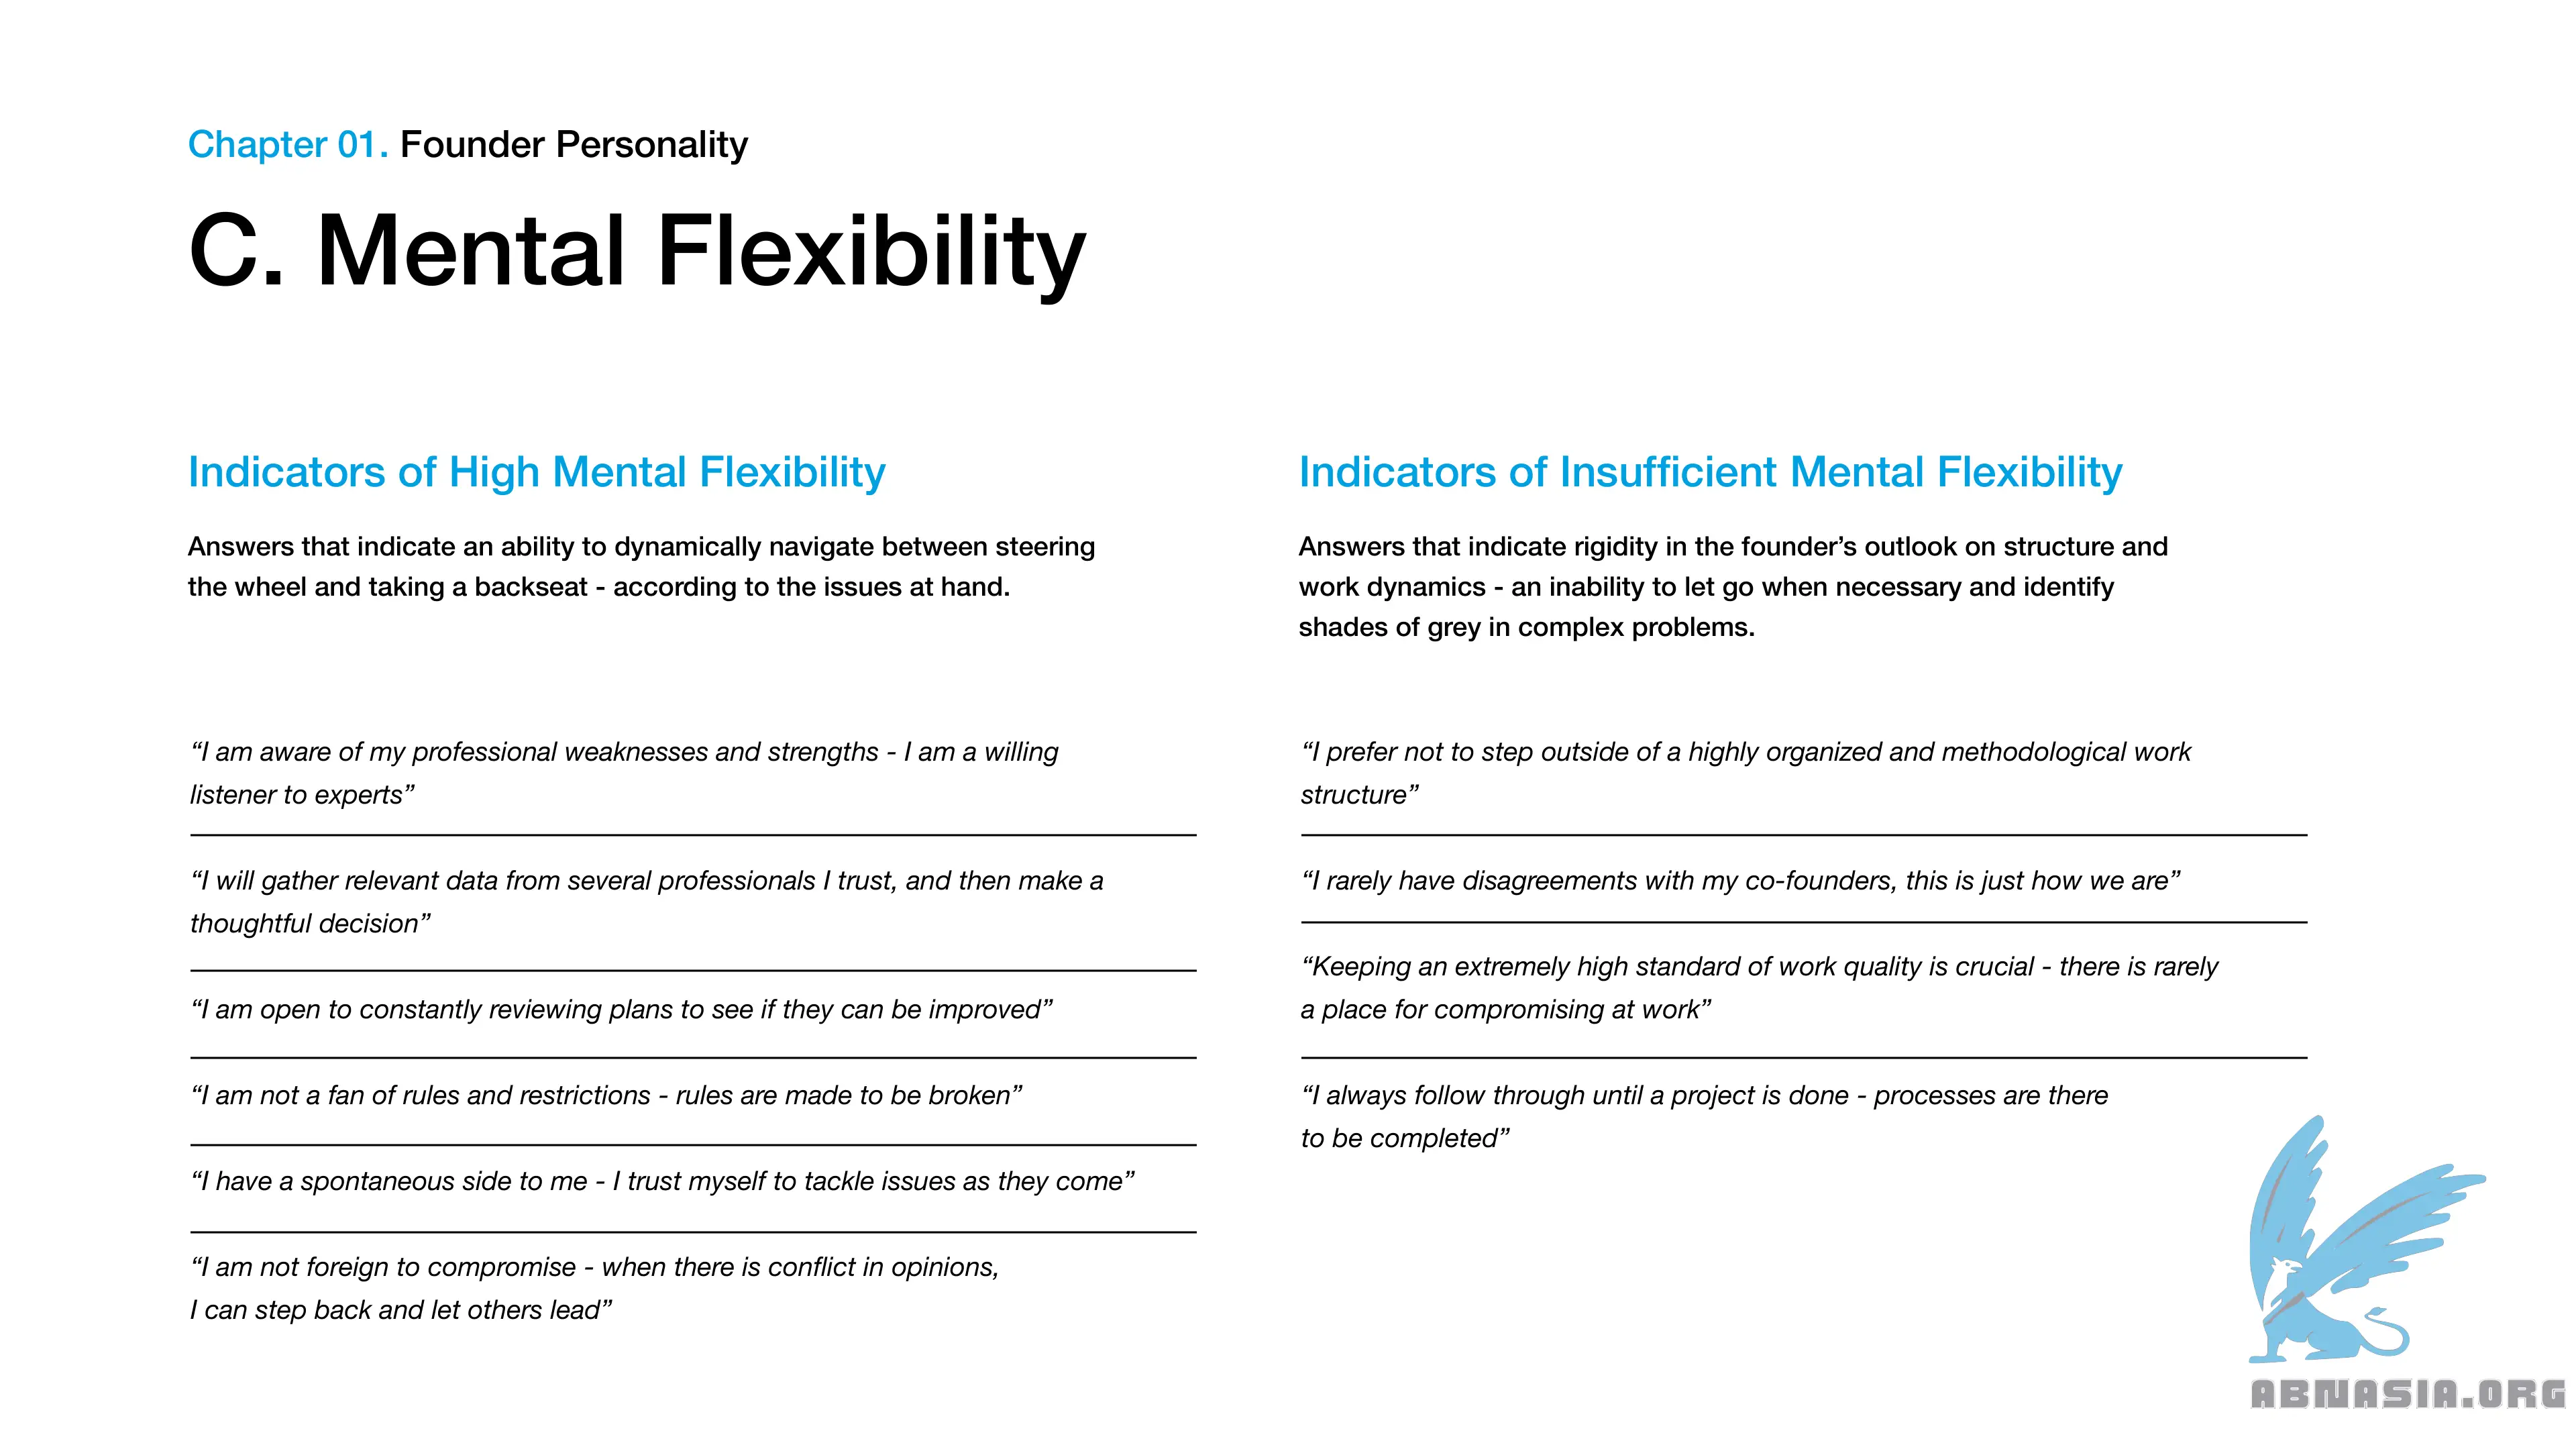 Chapter 01. Founder Personality
C. Mental Flexibility
Indicators of High Mental Flexibility
Answers that indicate an ability to dynamically navigate between steering
the wheel and taking a backseat - according to the issues at hand.
“I am aware of my professional weaknesses and strengths - I am a willing
listener to experts”
“I will gather relevant data from several professionals I trust, and then make a
thoughtful decision”
“I am open to constantly reviewing plans to see if they can be improved”
“I am not a fan of rules and restrictions - rules are made to be broken”
“I have a spontaneous side to me - I trust myself to tackle issues as they come”
“I am not foreign to compromise - when there is conflict in opinions,
I can step back and let others lead”
Indicators of Insufficient Mental Flexibility
Answers that indicate rigidity in the founder’s outlook on structure and
work dynamics - an inability to let go when necessary and identify
shades of grey in complex problems.
“I prefer not to step outside of a highly organized and methodological work
structure”
“I rarely have disagreements with my co-founders, this is just how we are”
“Keeping an extremely high standard of work quality is crucial - there is rarely
a place for compromising at work”
“I always follow through until a project is done - processes are there
to be completed”
ABNASIA.ORG